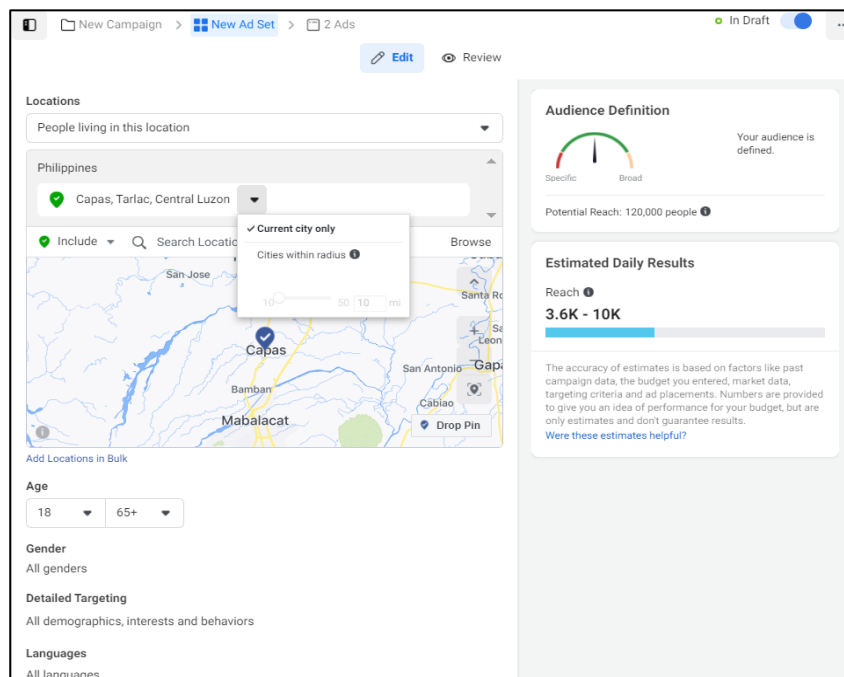 New Campaign > New Ad Set > 2 Ads
In Draft
Edit
Review
Locations
People living in this location
Philippines
Capas, Tarlac, Central Luzon
Current city only
Cities within radius
10 50 10 mi
Include
Search Locatio
Browse
San Jose
Santa Ro
Capas
San Antonio
Gapa
Bamban
Cabiao
Mabalacat
Drop Pin
Add Locations in Bulk
Age
18
65+
Gender
All genders
Detailed Targeting
All demographics, interests and behaviors
Languages
All languages
Audience Definition
Specific
Broad
Your audience is
defined.
Potential Reach: 120,000 people
Estimated Daily Results
Reach
3.6K - 10K
The accuracy of estimates is based on factors like past
campaign data, the budget you entered, market data,
targeting criteria and ad placements. Numbers are provided
to give you an idea of performance for your budget, but are
only estimates and don't guarantee results.
Were these estimates helpful?